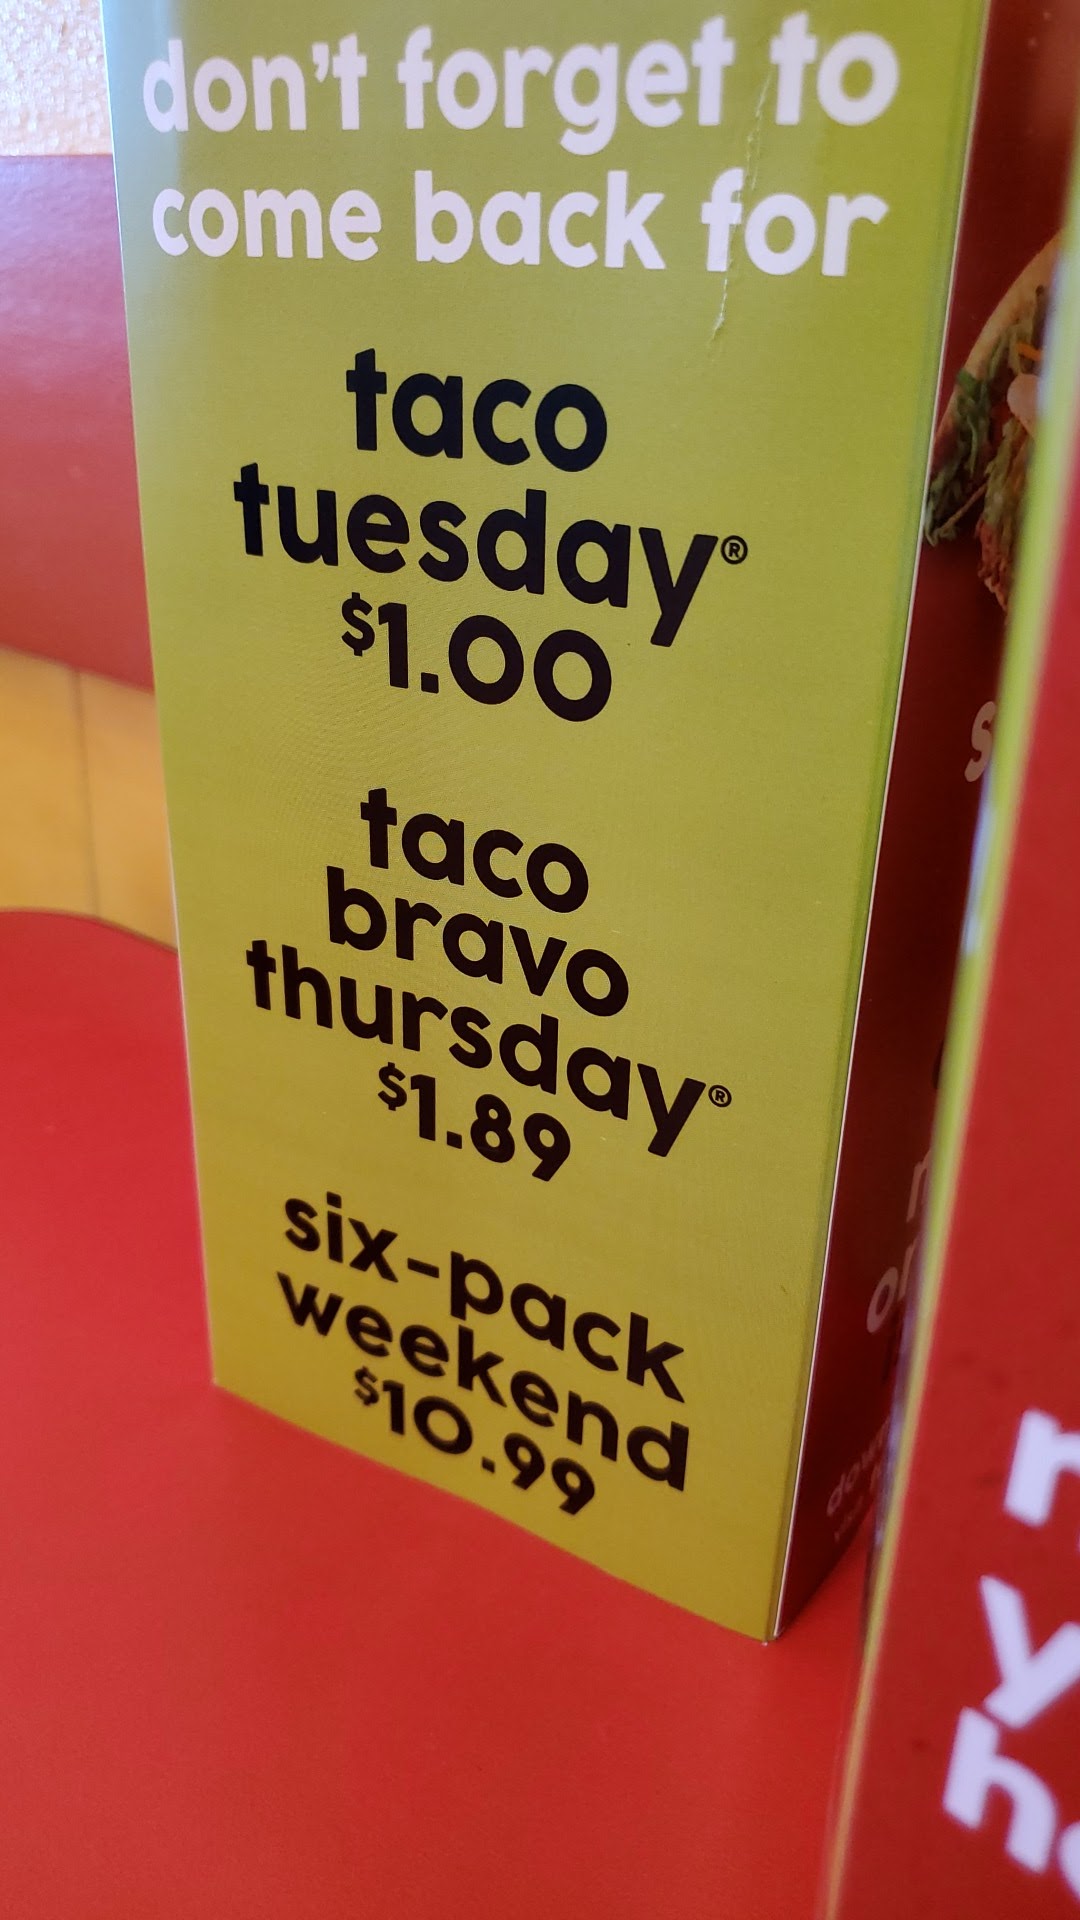 don't forget to
come back for
taco
tuesday®
$1.00
taco
bravo
thursday®
$1.89
six-pack
weekend
$10.99